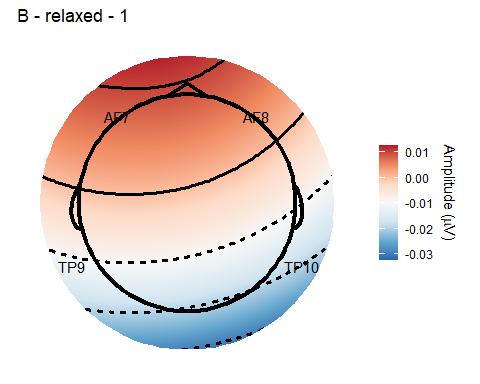 B - relaxed - 1
AF7 AF8
TP9 TP10
0.01
0.00
-0.01
-0.02
-0.03
Amplitude (µV)